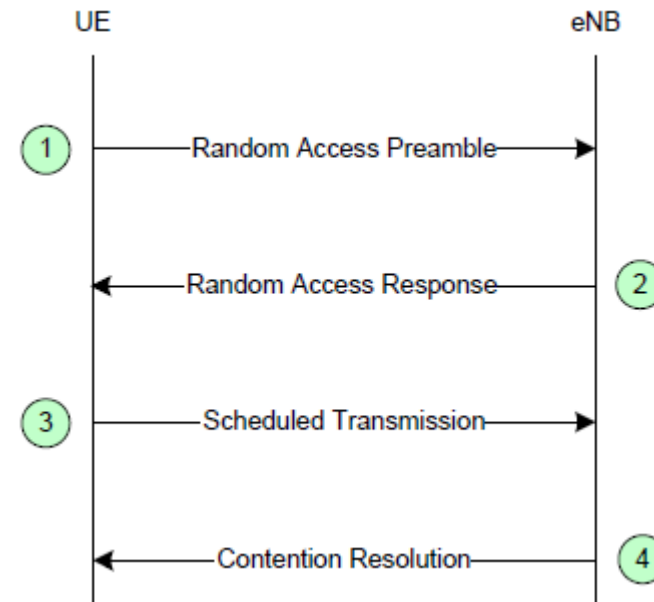 UE eNB
1 Random Access Preamble
Random Access Response 2
3 Scheduled Transmission
Contention Resolution 4